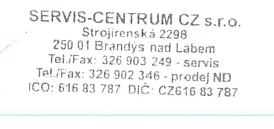 SERVIS-CENTRUM CZ s.r.o.
Strojírenská 2298
250 01 Brandýs nad Labem
Tel./Fax: 326 903 249 - servis
Tel./Fax: 326 902 346 - prodej ND
IČO: 616 83 787 DIČ: CZ616 83 787